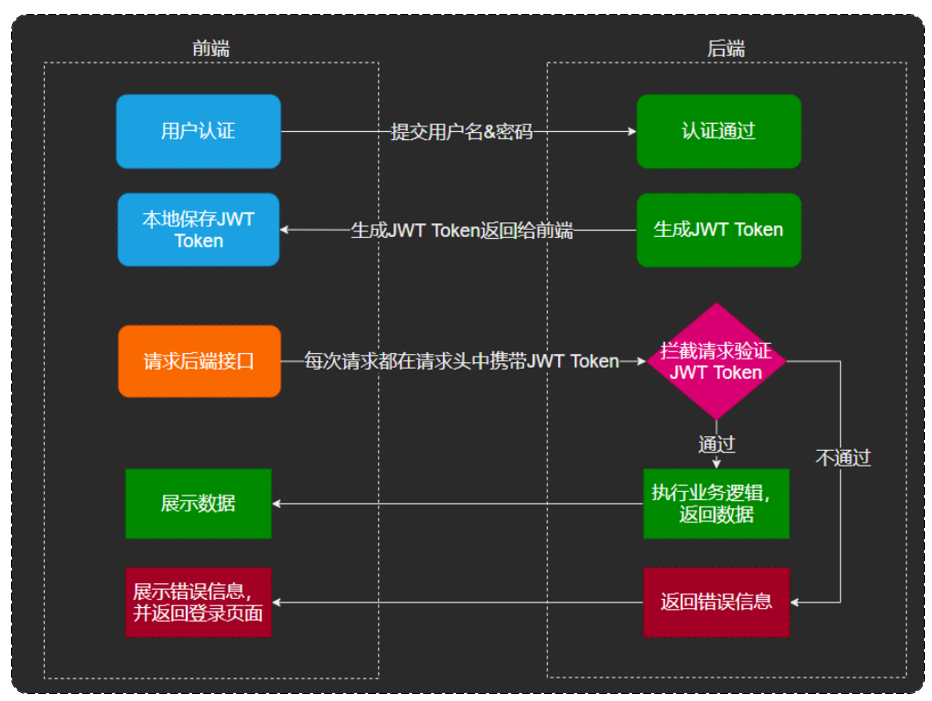 前端
后端
用户认证
提交用户名&密码
认证通过
本地保存JWT
Token
生成JWT Token返回给前端
生成JWT Token
请求后端接口
每次请求都在请求头中携带JWT Token
拦截请求验证
JWT Token
通过
不通过
展示数据
执行业务逻辑，
返回数据
展示错误信息，
并返回登录页面
返回错误信息